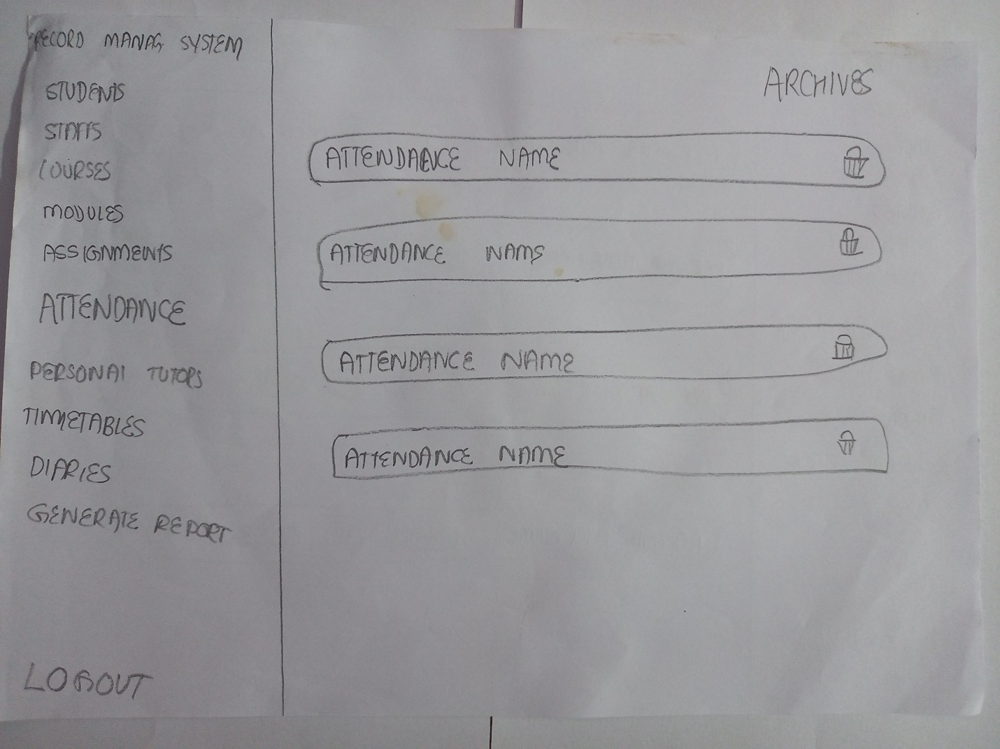 RECORD MANAG SYSTEM
STUDENTS
STAFFS
COURSES
MODULES
ASSIGNMENTS
ATTENDANCE
PERSONAL TUTORS
TIMETABLES
DIARIES
GENERATE REPORT
LOGOUT
ARCHIVES
ATTENDANCE NAME
ATTENDANCE NAME
ATTENDANCE NAME
ATTENDANCE NAME